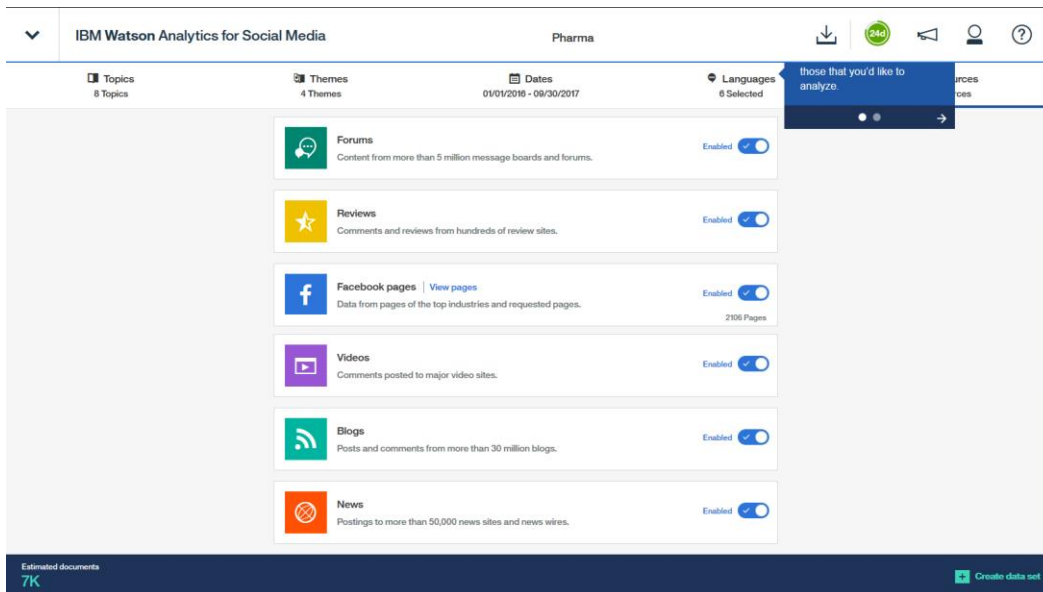 IBM Watson Analytics for Social Media
Pharma
24d
?
Topics
8 Topics
Themes
4 Themes
Dates
01/01/2016 - 09/30/2017
Languages
6 Selected
those that you'd like to
analyze.
urces
rces
Forums
Content from more than 5 million message boards and forums.
Enabled
Reviews
Comments and reviews from hundreds of review sites.
Enabled
Facebook pages | View pages
Data from pages of the top industries and requested pages.
Enabled
2106 Pages
Videos
Comments posted to major video sites.
Enabled
Blogs
Posts and comments from more than 30 million blogs.
Enabled
News
Postings to more than 50,000 news sites and news wires.
Enabled
Estimated documents
7K
Create data set